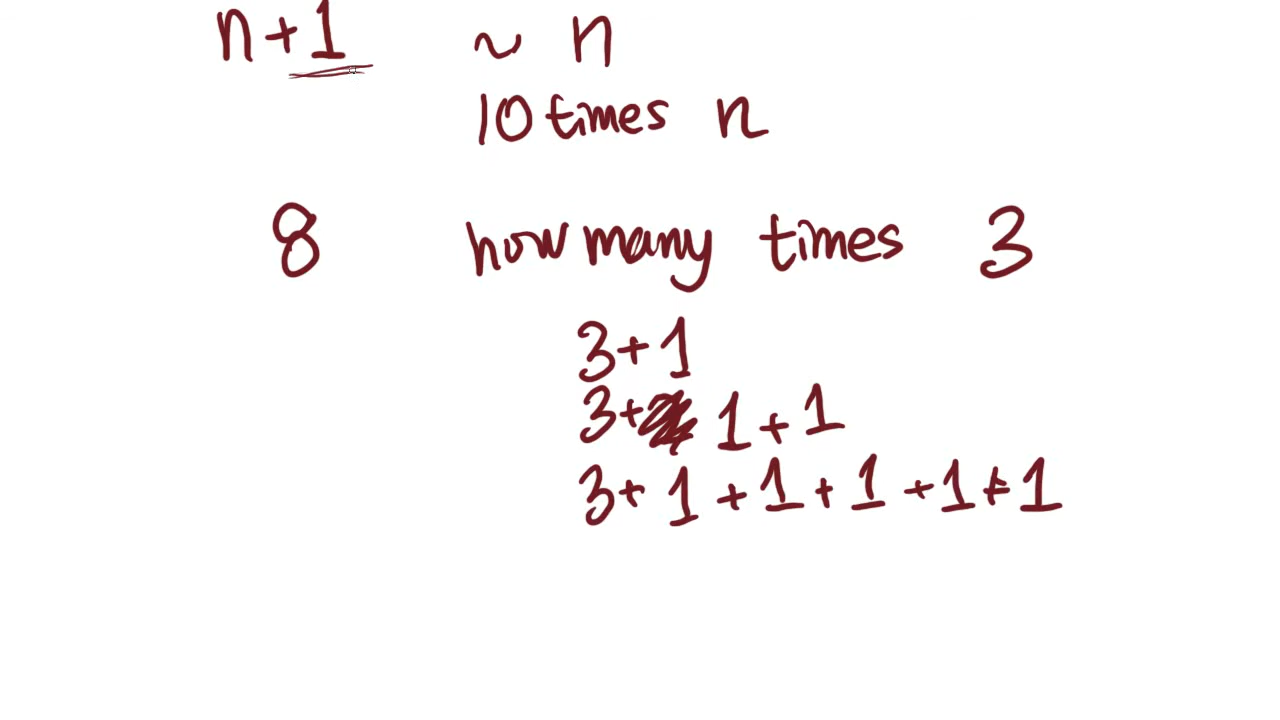 n+1 ~ n
10 times n
8 how many times 3
3+1
3+ 1+1
3+1+1+1+1+1